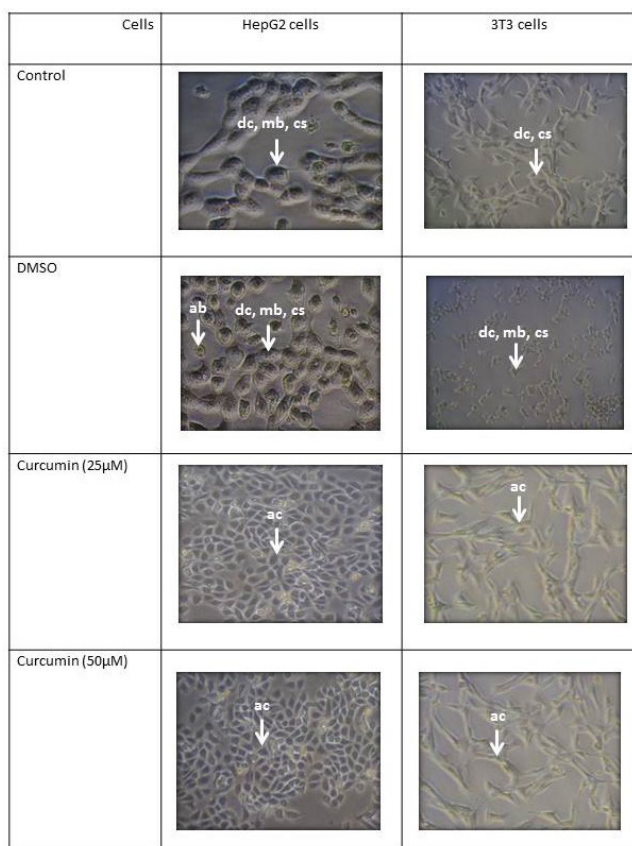 Cells HepG2 cells 3T3 cells
Control
dc, mb, cs
dc, cs
DMSO
ab
dc, mb, cs
dc, mb, cs
Curcumin (25µM)
ac
ac
Curcumin (50µM)
ac
ac